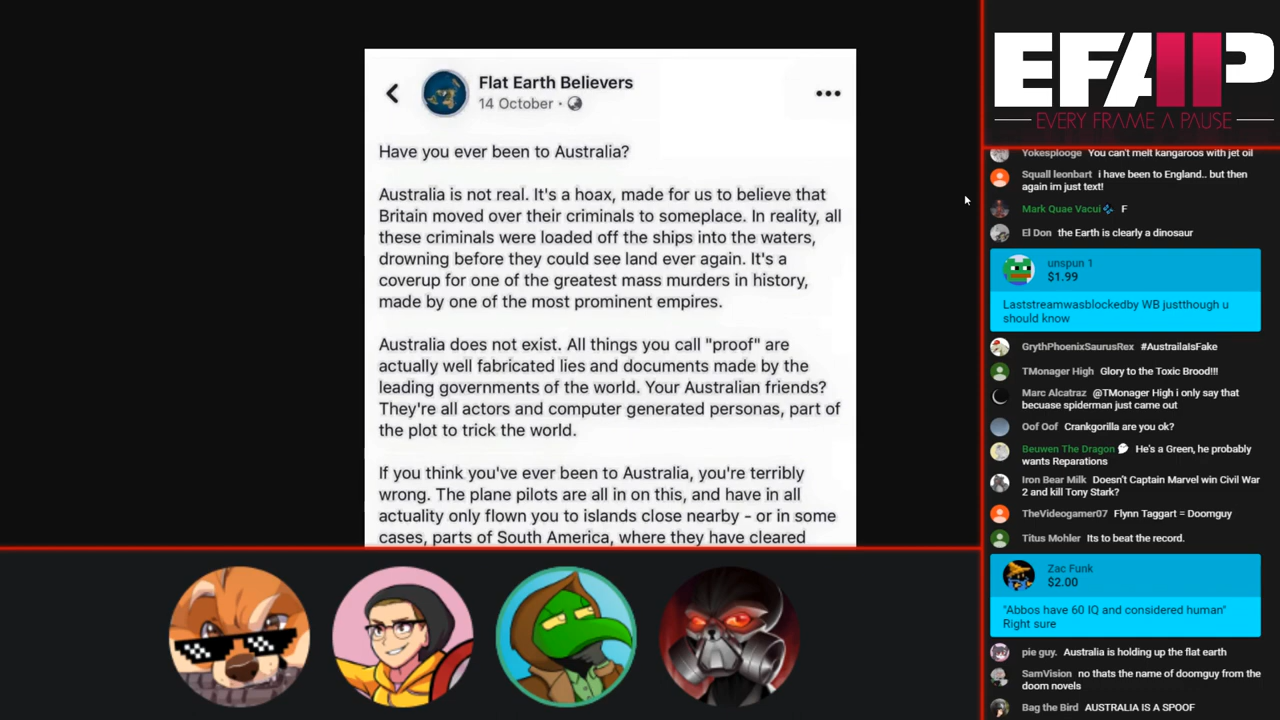 Flat Earth Believers
14 October ·
Have you ever been to Australia?
Australia is not real. It's a hoax, made for us to believe that
Britain moved over their criminals to someplace. In reality, all
these criminals were loaded off the ships into the waters,
drowning before they could see land ever again. It's a
coverup for one of the greatest mass murders in history,
made by one of the most prominent empires.
Australia does not exist. All things you call "proof" are
actually well fabricated lies and documents made by the
leading governments of the world. Your Australian friends?
They're all actors and computer generated personas, part of
the plot to trick the world.
If you think you've ever been to Australia, you're terribly
wrong. The plane pilots are all in on this, and have in all
actuality only flown you to islands close nearby - or in some
cases, parts of South America, where they have cleared
EFAP
EVERY FRAME A PAUSE
Yokesplooge You can't melt kangaroos with jet oil
Squall leonbart i have been to England.. but then
again im just text!
Mark Quae Vacui F
El Don the Earth is clearly a dinosaur
unspun 1
$1.99
Laststreamwasblockedby WB justthough u
should know
GrythPhoenixSaurusRex #AustrailaIsFake
TMonager High Glory to the Toxic Brood!!!
Marc Alcatraz @TMonager High i only say that
becuase spiderman just came out
Oof Oof Crankgorilla are you ok?
Beuwen The Dragon He's a Green, he probably
wants Reparations
Iron Bear Milk Doesn't Captain Marvel win Civil War
2 and kill Tony Stark?
TheVideogamer07 Flynn Taggart = Doomguy
Titus Mohler Its to beat the record.
Zac Funk
$2.00
"Abbos have 60 IQ and considered human"
Right sure
pie guy. Australia is holding up the flat earth
SamVision no thats the name of doomguy from the
doom novels
Bag the Bird AUSTRALIA IS A SPOOF